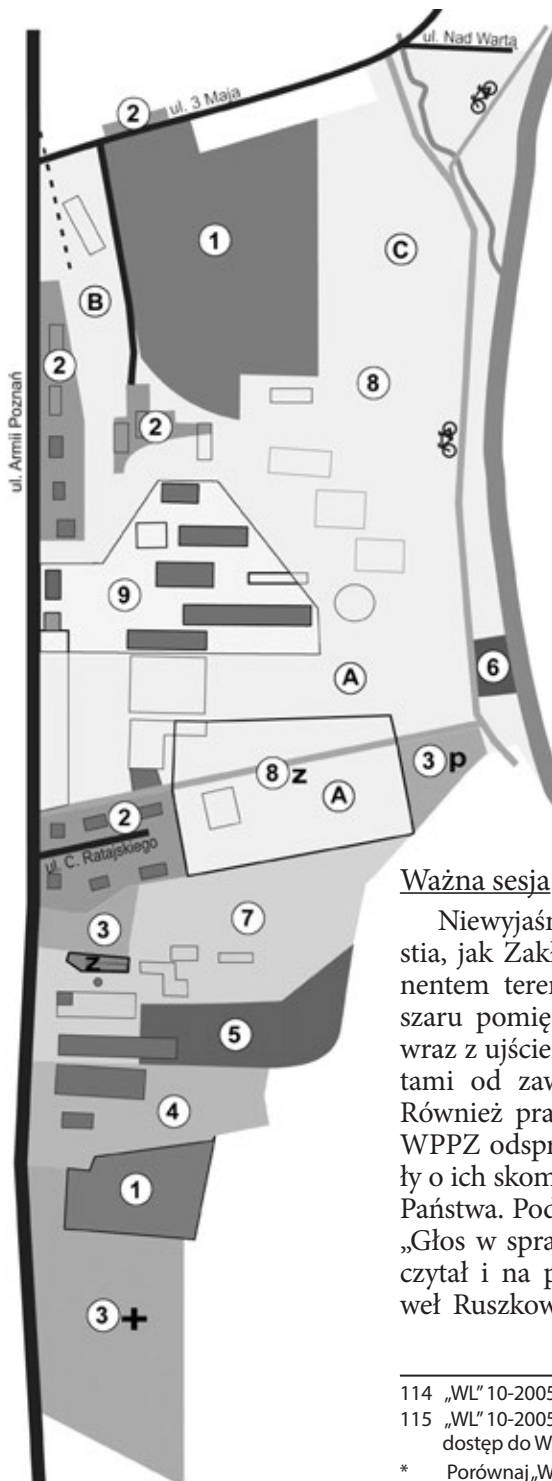 ul. Nad Wartą
ul. 3 Maja
2
1
C
B
2
8
2
ul. Armii Poznań
9
6
A
3 p
8 z
A
2
ul. C. Ratajskiego
7
3
z
5
4
1
3 +
Ważna sesja
Niewyjaśn
stia, jak Zakł
nentem teren
szaru pomię
wraz z ujście
tami od zaw
Również pra
WPPZ odspr
ły o ich skom
Państwa. Pod
„Głos w spra
czytał i na p
weł Ruszkow
114 „WL” 10-2005
115 „WL” 10-2005
dostęp do W
* Porównaj „W